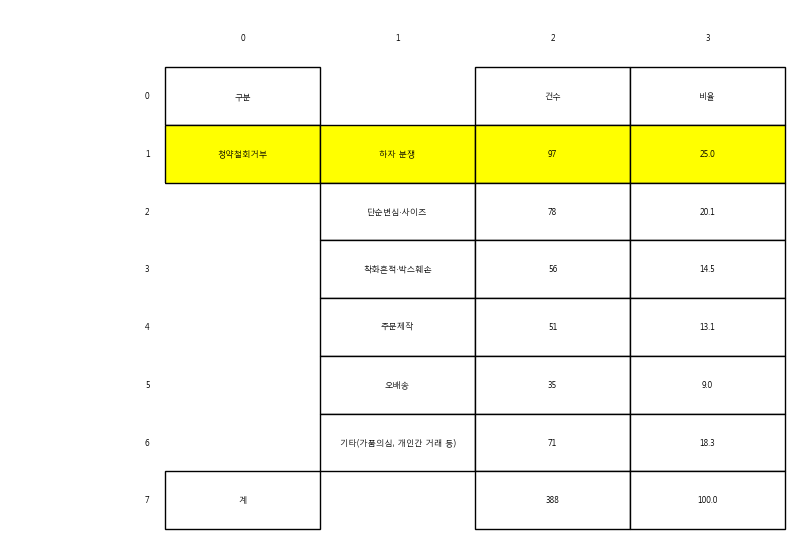 0 1 2 3
0 구분 건수 비율
1 청약철회거부 하자 분쟁 97 25.0
2 단순변심·사이즈 78 20.1
3 착화흔적·박스훼손 56 14.5
4 주문제작 51 13.1
5 오배송 35 9.0
6 기타(가품의심, 개인간 거래 등) 71 18.3
7 계 388 100.0